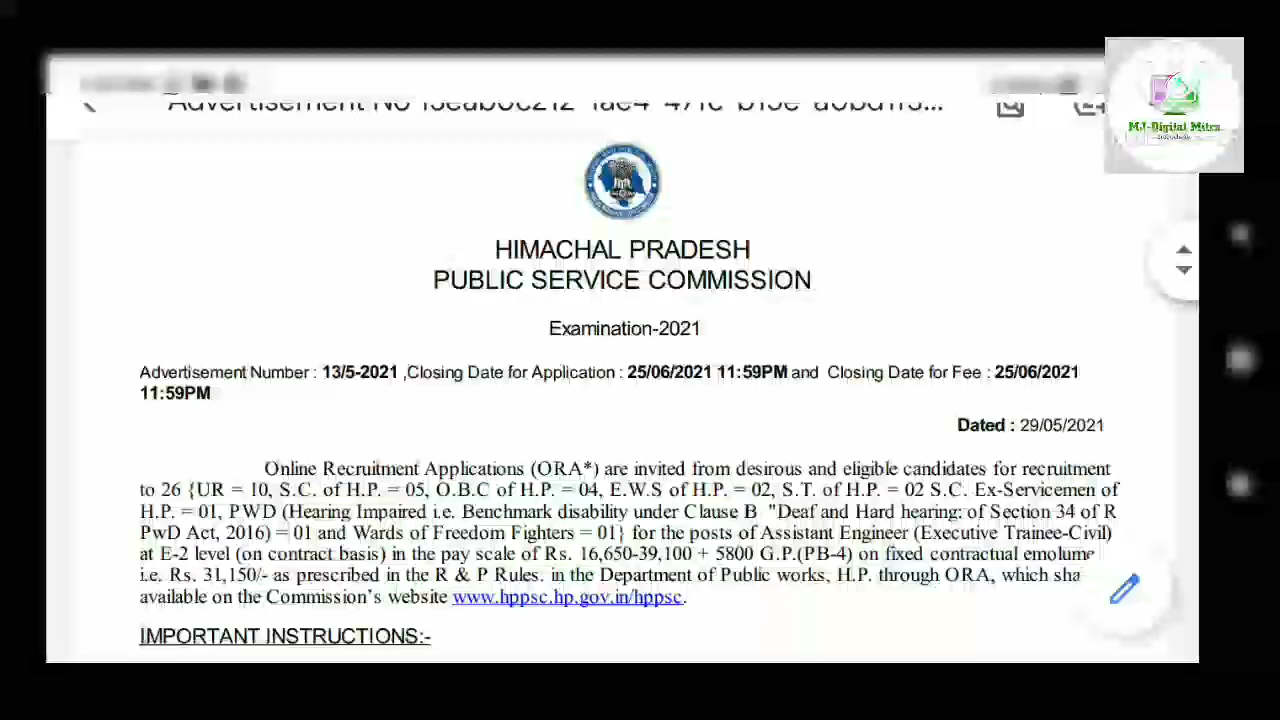 MJ-Digital Mitra
HIMACHAL PRADESH
PUBLIC SERVICE COMMISSION
Examination-2021
Advertisement Number : 13/5-2021 ,Closing Date for Application : 25/06/2021 11:59PM and Closing Date for Fee : 25/06/2021
11:59PM
Dated : 29/05/2021
Online Recruitment Applications (ORA*) are invited from desirous and eligible candidates for recruitment
to 26 {UR = 10, S.C. of H.P. = 05, O.B.C of H.P. = 04, E.W.S of H.P. = 02, S.T. of H.P. = 02 S.C. Ex-Servicemen of
H.P. = 01, PWD (Hearing Impaired i.e. Benchmark disability under Clause B "Deaf and Hard hearing: of Section 34 of R
PwD Act, 2016) = 01 and Wards of Freedom Fighters = 01} for the posts of Assistant Engineer (Executive Trainee-Civil)
at E-2 level (on contract basis) in the pay scale of Rs. 16,650-39,100 + 5800 G.P.(PB-4) on fixed contractual emolume
i.e. Rs. 31,150/- as prescribed in the R & P Rules. in the Department of Public works, H.P. through ORA, which sha
available on the Commission's website www.hppsc.hp.gov.in/hppsc.
IMPORTANT INSTRUCTIONS:-